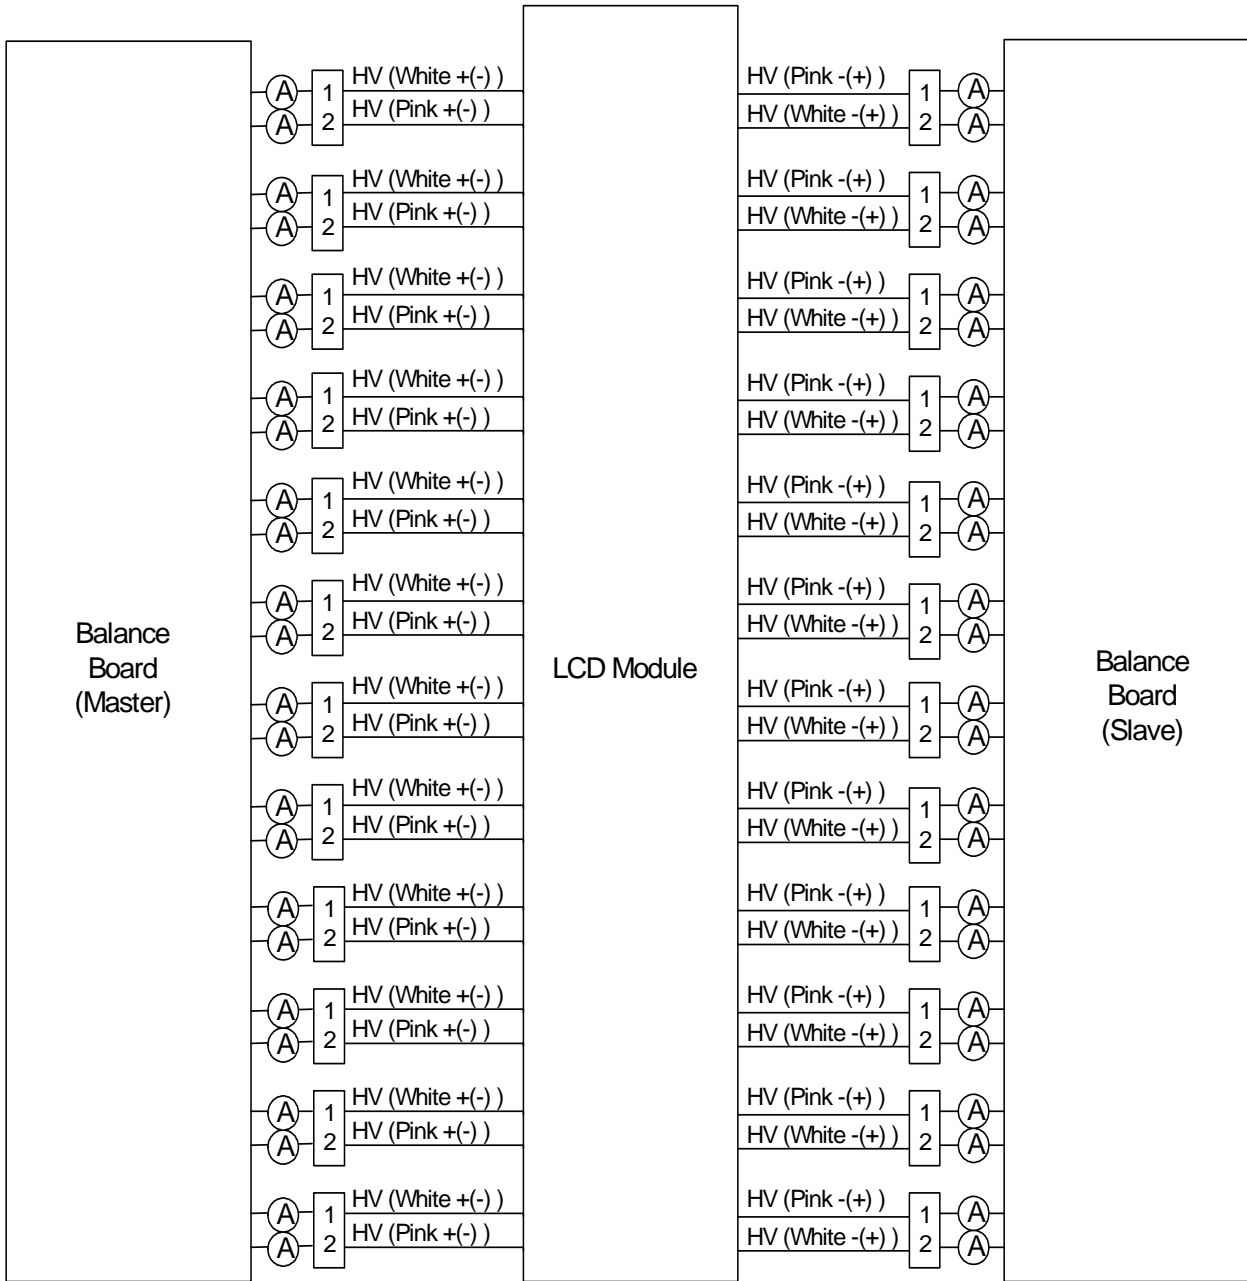 A 1 HV (White +(-) ) HV (Pink -(+) ) 1 A
A 2 HV (Pink +(-) ) HV (White -(+) ) 2 A
A 1 HV (White +(-) ) HV (Pink -(+) ) 1 A
A 2 HV (Pink +(-) ) HV (White -(+) ) 2 A
A 1 HV (White +(-) ) HV (Pink -(+) ) 1 A
A 2 HV (Pink +(-) ) HV (White -(+) ) 2 A
A 1 HV (White +(-) ) HV (Pink -(+) ) 1 A
A 2 HV (Pink +(-) ) HV (White -(+) ) 2 A
A 1 HV (White +(-) ) HV (Pink -(+) ) 1 A
A 2 HV (Pink +(-) ) HV (White -(+) ) 2 A
A 1 HV (White +(-) ) HV (Pink -(+) ) 1 A
A 2 HV (Pink +(-) ) HV (White -(+) ) 2 A
Balance
Board
(Master)
LCD Module
Balance
Board
(Slave)
A 1 HV (White +(-) ) HV (Pink -(+) ) 1 A
A 2 HV (Pink +(-) ) HV (White -(+) ) 2 A
A 1 HV (White +(-) ) HV (Pink -(+) ) 1 A
A 2 HV (Pink +(-) ) HV (White -(+) ) 2 A
A 1 HV (White +(-) ) HV (Pink -(+) ) 1 A
A 2 HV (Pink +(-) ) HV (White -(+) ) 2 A
A 1 HV (White +(-) ) HV (Pink -(+) ) 1 A
A 2 HV (Pink +(-) ) HV (White -(+) ) 2 A
A 1 HV (White +(-) ) HV (Pink -(+) ) 1 A
A 2 HV (Pink +(-) ) HV (White -(+) ) 2 A
A 1 HV (White +(-) ) HV (Pink -(+) ) 1 A
A 2 HV (Pink +(-) ) HV (White -(+) ) 2 A